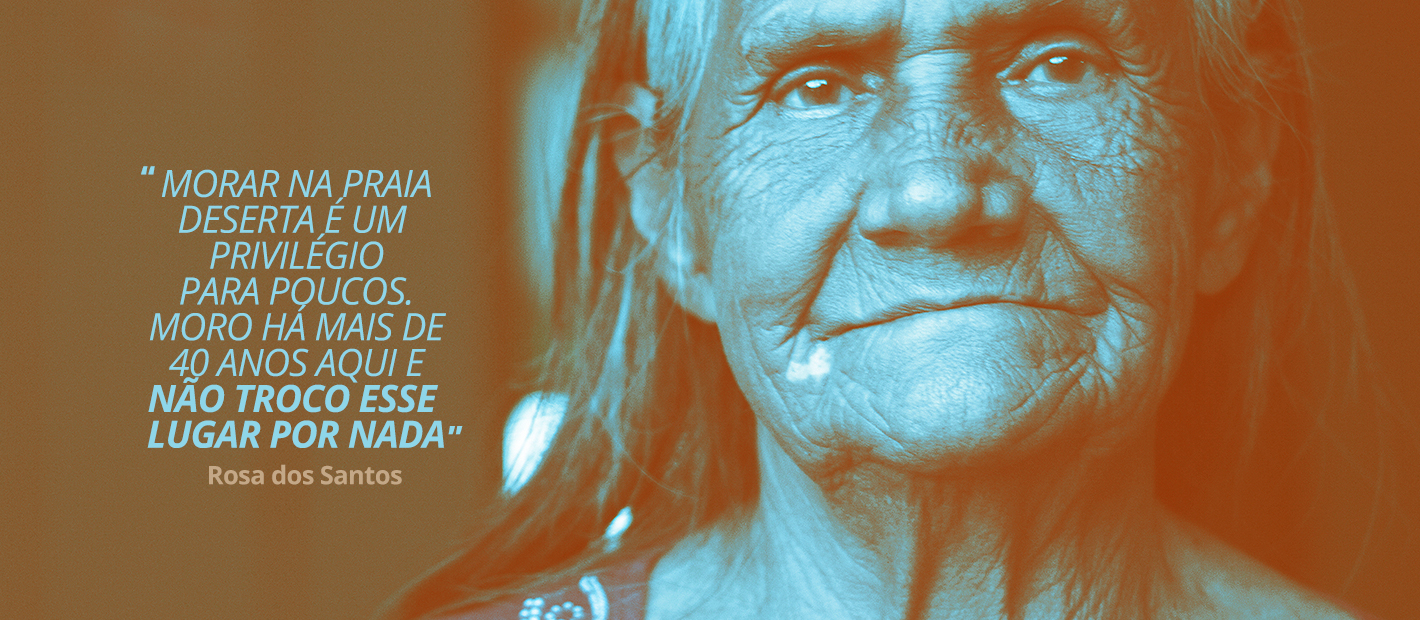 “ MORAR NA PRAIA
DESERTA É UM
PRIVILÉGIO
PARA POUCOS.
MORO HÁ MAIS DE
40 ANOS AQUI E
NÃO TROCO ESSE
LUGAR POR NADA”
Rosa dos Santos